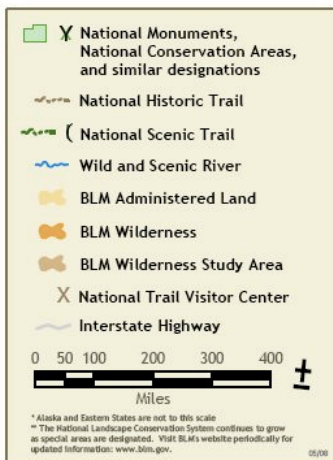 National Monuments,
National Conservation Areas,
and similar designations
National Historic Trail
National Scenic Trail
Wild and Scenic River
BLM Administered Land
BLM Wilderness
BLM Wilderness Study Area
X National Trail Visitor Center
Interstate Highway
0 50 100 200 300 400
Miles
* Alaska and Eastern States are not to this scale
** The National Landscape Conservation System continues to grow
as special areas are designated. Visit BLM's website periodically for
updated information: www.blm.gov.
05/08